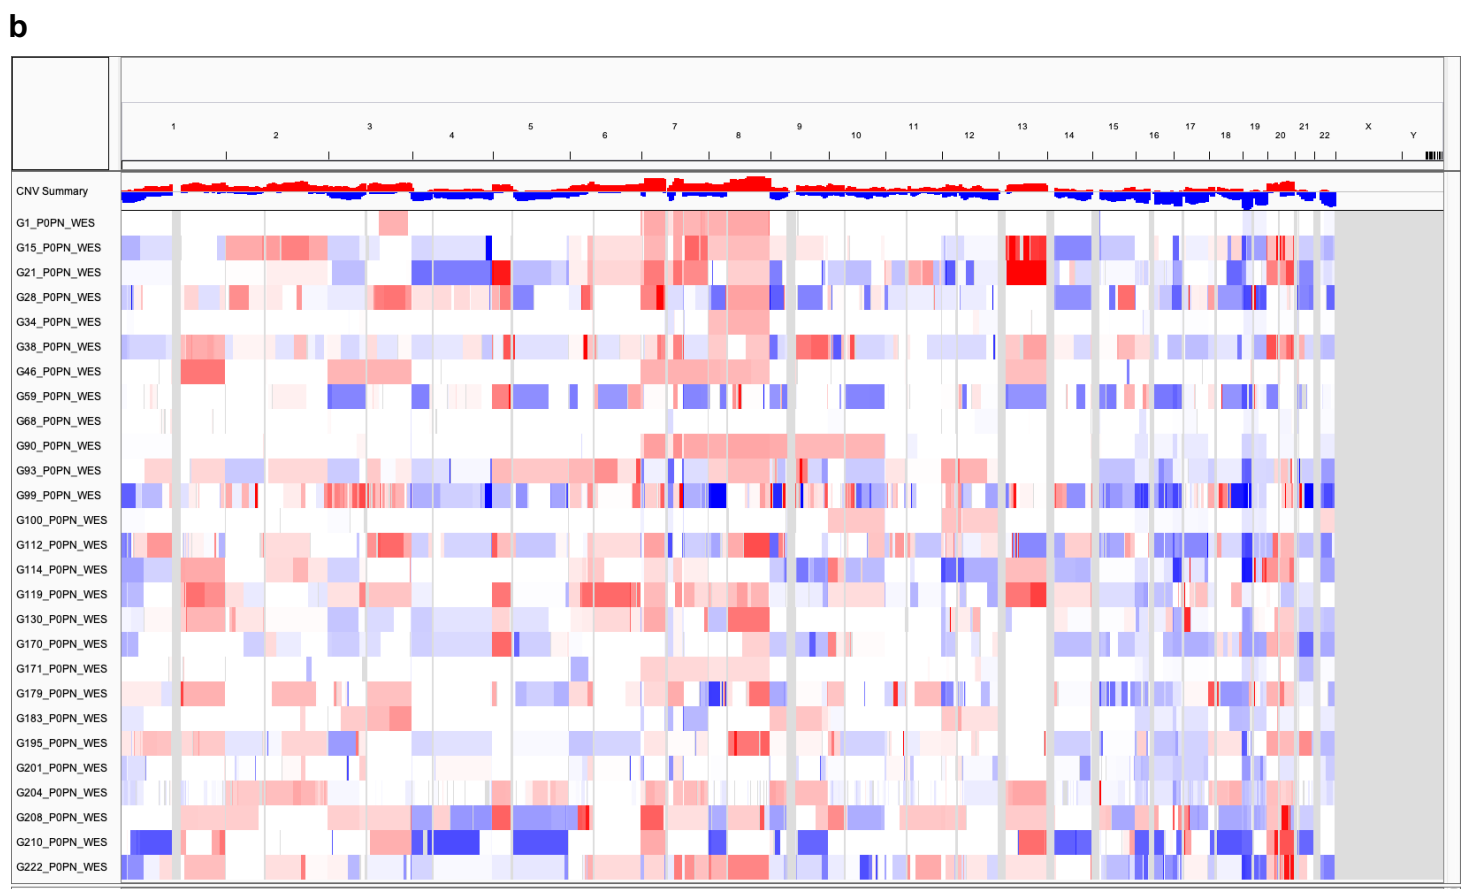 b
1 2 3 4 5 6 7 8 9 10 11 12 13 14 15 16 17 18 19 20 21 22 X Y
CNV Summary
G1_P0PN_WES
G15_P0PN_WES
G21_P0PN_WES
G28_P0PN_WES
G34_P0PN_WES
G38_P0PN_WES
G46_P0PN_WES
G59_P0PN_WES
G68_P0PN_WES
G90_P0PN_WES
G93_P0PN_WES
G99_P0PN_WES
G100_P0PN_WES
G112_P0PN_WES
G114_P0PN_WES
G119_P0PN_WES
G130_P0PN_WES
G170_P0PN_WES
G171_P0PN_WES
G179_P0PN_WES
G183_P0PN_WES
G195_P0PN_WES
G201_P0PN_WES
G204_P0PN_WES
G208_P0PN_WES
G210_P0PN_WES
G222_P0PN_WES